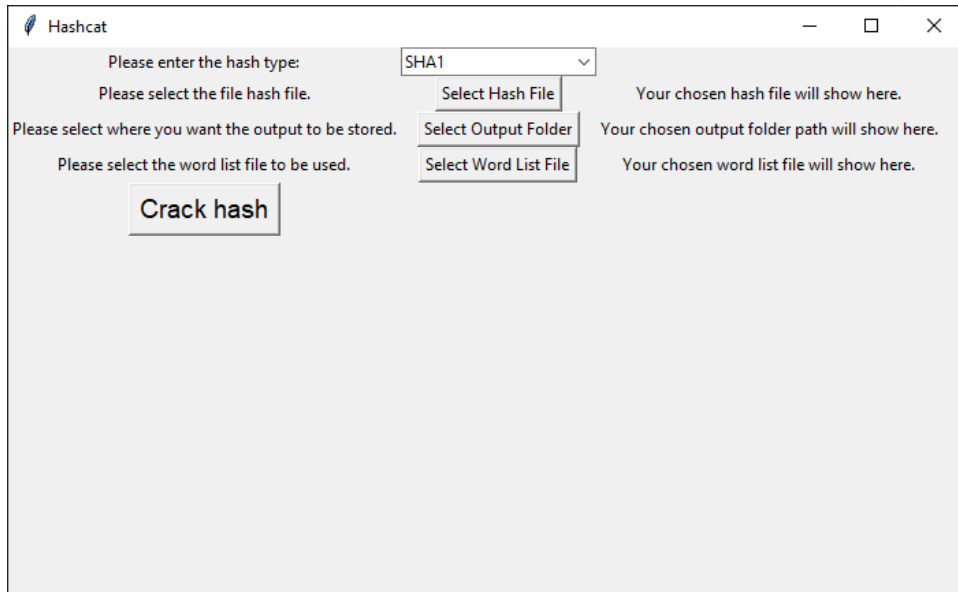 Hashcat
Please enter the hash type: SHA1
Please select the file hash file. Select Hash File Your chosen hash file will show here.
Please select where you want the output to be stored. Select Output Folder Your chosen output folder path will show here.
Please select the word list file to be used. Select Word List File Your chosen word list file will show here.
Crack hash